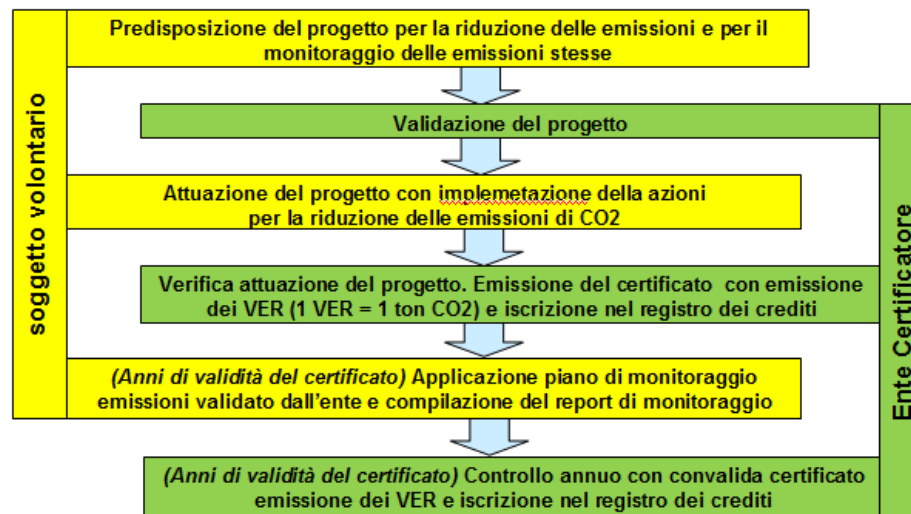 Predisposizione del progetto per la riduzione delle emissioni e per il
monitoraggio delle emissioni stesse
soggetto volontario
Validazione del progetto
Ente Certificatore
Attuazione del progetto con implemetazione della azioni
per la riduzione delle emissioni di CO2
Verifica attuazione del progetto. Emissione del certificato con emissione
dei VER (1 VER = 1 ton CO2) e iscrizione nel registro dei crediti
(Anni di validità del certificato) Applicazione piano di monitoraggio
emissioni validato dall'ente e compilazione del report di monitoraggio
(Anni di validità del certificato) Controllo annuo con convalida certificato
emissione dei VER e iscrizione nel registro dei crediti